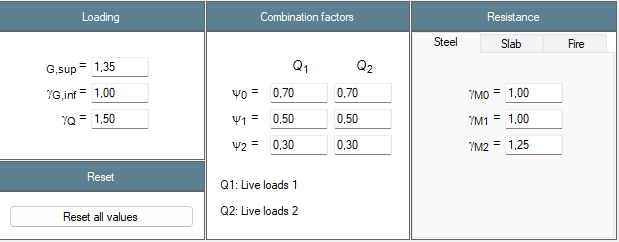 Loading
G,sup = 1,35
γG,inf = 1,00
γQ = 1,50
Reset
Reset all values
Combination factors
Q1 Q2
Ψ0 = 0,70 0,70
Ψ1 = 0,50 0,50
Ψ2 = 0,30 0,30
Q1: Live loads 1
Q2: Live loads 2
Resistance
Steel Slab Fire
γM0 = 1,00
γM1 = 1,00
γM2 = 1,25